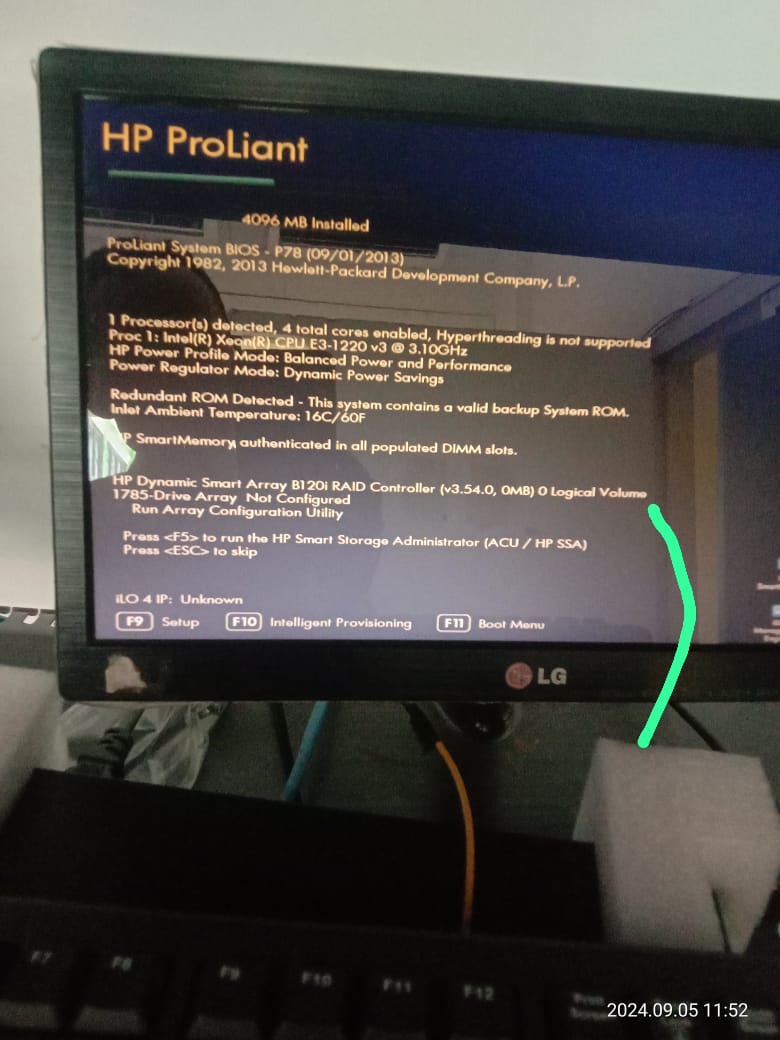 HP ProLiant
4096 MB Installed
ProLiant System BIOS - P78 (09/01/2013)
Copyright 1982, 2013 Hewlett-Packard Development Company, L.P.
1 Processor(s) detected, 4 total cores enabled, Hyperthreading is not supported
Proc 1: Intel(R) Xeon(R) CPU E3-1220 v3 @ 3.10GHz
HP Power Profile Mode: Balanced Power and Performance
Power Regulator Mode: Dynamic Power Savings
Redundant ROM Detected - This system contains a valid backup System ROM.
Inlet Ambient Temperature: 16C/60F
P SmartMemory authenticated in all populated DIMM slots.
HP Dynamic Smart Array B120i RAID Controller (v3.54.0, 0MB) 0 Logical Volume
1785-Drive Array Not Configured
Run Array Configuration Utility
Press <F5> to run the HP Smart Storage Administrator (ACU / HP SSA)
Press <ESC> to skip
iLO 4 IP: Unknown
F9 Setup F10 Intelligent Provisioning F11 Boot Menu
LG
F7 F8 F9 F10 F11 F12
2024.09.05 11:52